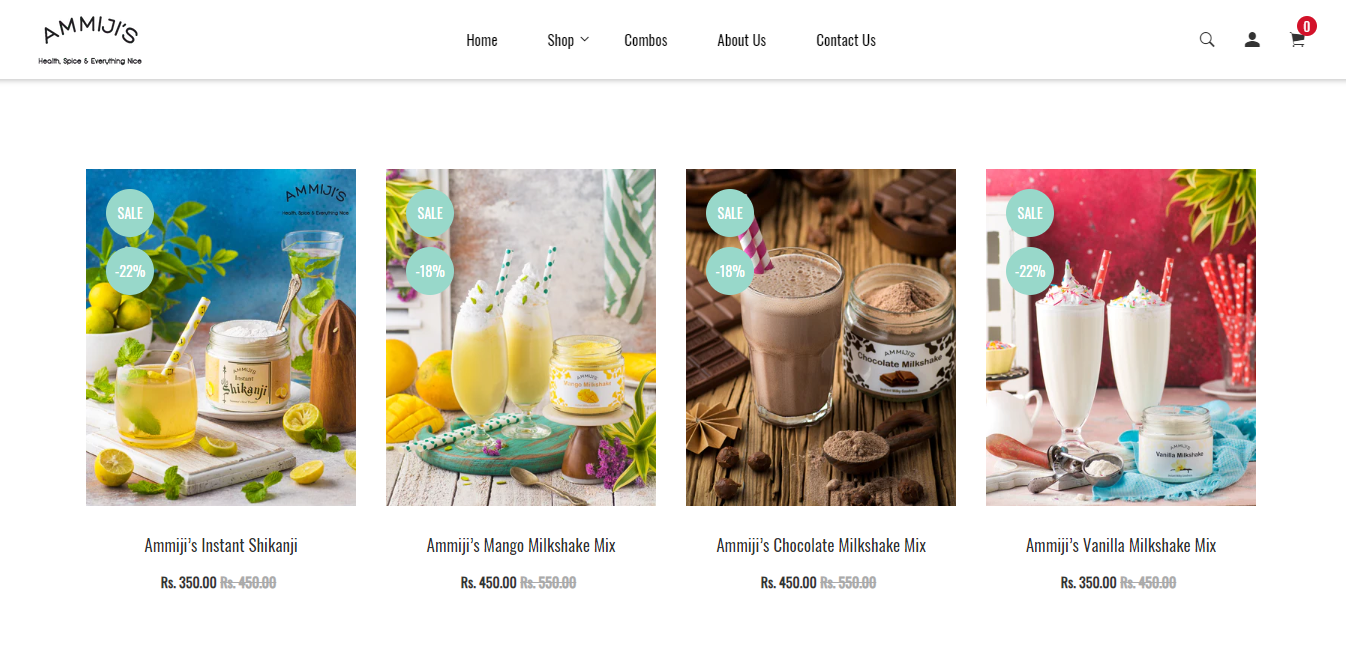 AMMIJI'S
Health, Spice & Everything Nice
Home
Shop
Combos
About Us
Contact Us
0
SALE
-22%
AMMIJI'S
Health, Spice & Everything Nice
AMMIJI'S
Instant
Shikanji
SALE
-18%
AMMIJI'S
Mango Milkshake
SALE
-18%
AMMIJI'S
Chocolate Milkshake
SALE
-22%
AMMIJI'S
Vanilla Milkshake
Ammiji’s Instant Shikanji
Rs. 350.00 Rs. 450.00
Ammiji’s Mango Milkshake Mix
Rs. 450.00 Rs. 550.00
Ammiji’s Chocolate Milkshake Mix
Rs. 450.00 Rs. 550.00
Ammiji’s Vanilla Milkshake Mix
Rs. 350.00 Rs. 450.00